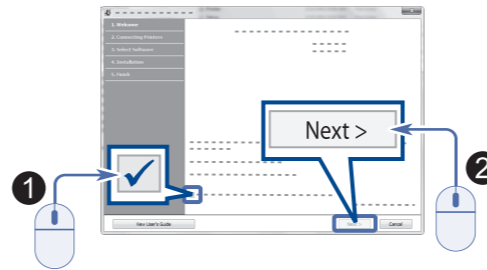 1. Welcome
2. Connecting Printers
3. Select Software
4. Installation
5. Finish
Next >
1
2
View User's Guide
Next >
Cancel